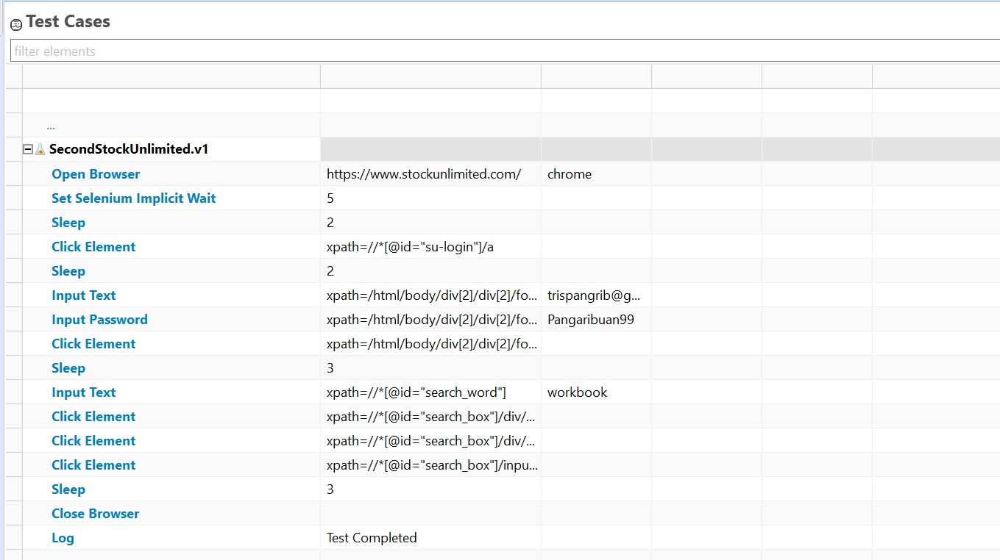 Test Cases
filter elements
...
SecondStockUnlimited.v1
Open Browser https://www.stockunlimited.com/ chrome
Set Selenium Implicit Wait 5
Sleep 2
Click Element xpath=//*[@id="su-login"]/a
Sleep 2
Input Text xpath=/html/body/div[2]/div[2]/fo... trispangrib@g...
Input Password xpath=/html/body/div[2]/div[2]/fo... Pangaribuan99
Click Element xpath=/html/body/div[2]/div[2]/fo...
Sleep 3
Input Text xpath=//*[@id="search_word"] workbook
Click Element xpath=//*[@id="search_box"]/div/...
Click Element xpath=//*[@id="search_box"]/div/...
Click Element xpath=//*[@id="search_box"]/inpu...
Sleep 3
Close Browser
Log Test Completed